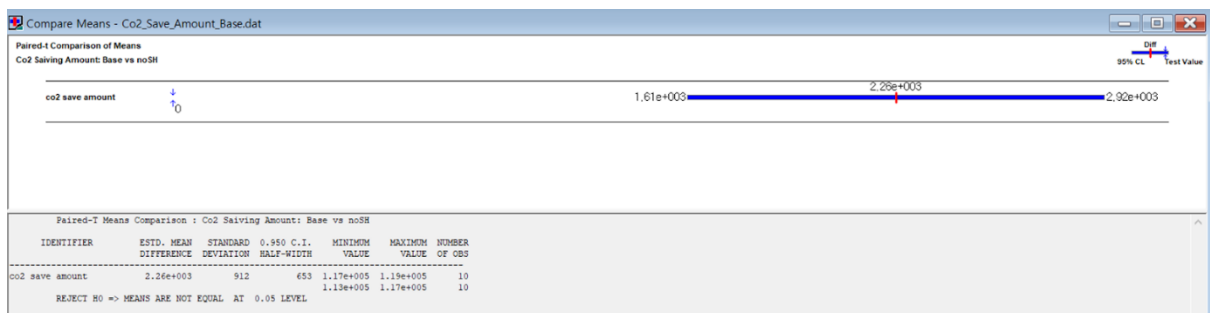 Compare Means - Co2_Save_Amount_Base.dat
Paired-t Comparison of Means
Co2 Saiving Amount: Base vs noSH
Diff
95% CL Test Value
co2 save amount
0
1,61e+003
2,26e+003
2,92e+003
Paired-T Means Comparison : Co2 Saiving Amount: Base vs noSH
IDENTIFIER ESTD. MEAN STANDARD 0.950 C.I. MINIMUM MAXIMUM NUMBER
DIFFERENCE DEVIATION HALF-WIDTH VALUE VALUE OF OBS
co2 save amount 2.26e+003 912 653 1.17e+005 1.19e+005 10
1.13e+005 1.17e+005 10
REJECT H0 => MEANS ARE NOT EQUAL AT 0.05 LEVEL